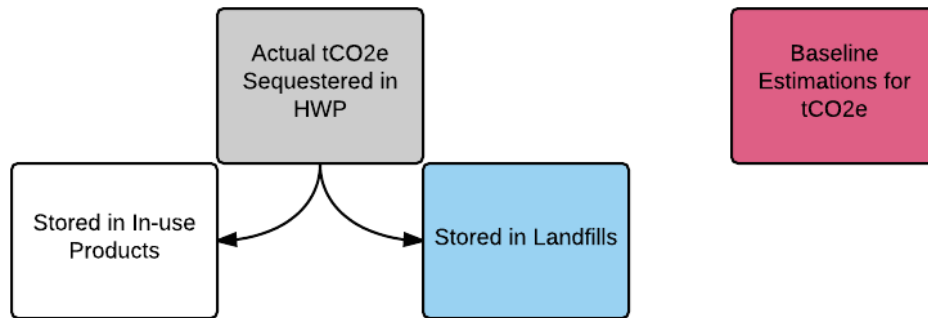 Actual tCO2e
Sequestered in
HWP
Baseline
Estimations for
tCO2e
Stored in In-use
Products
Stored in Landfills